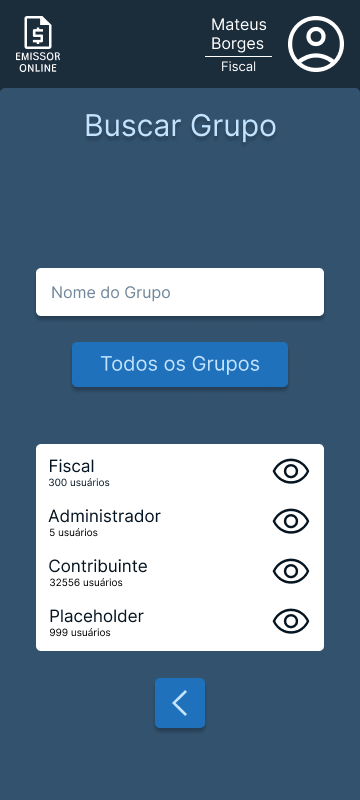 EMISSOR
ONLINE
Mateus
Borges
Fiscal
Buscar Grupo
Nome do Grupo
Todos os Grupos
Fiscal
300 usuários
Administrador
5 usuários
Contribuinte
32556 usuários
Placeholder
999 usuários